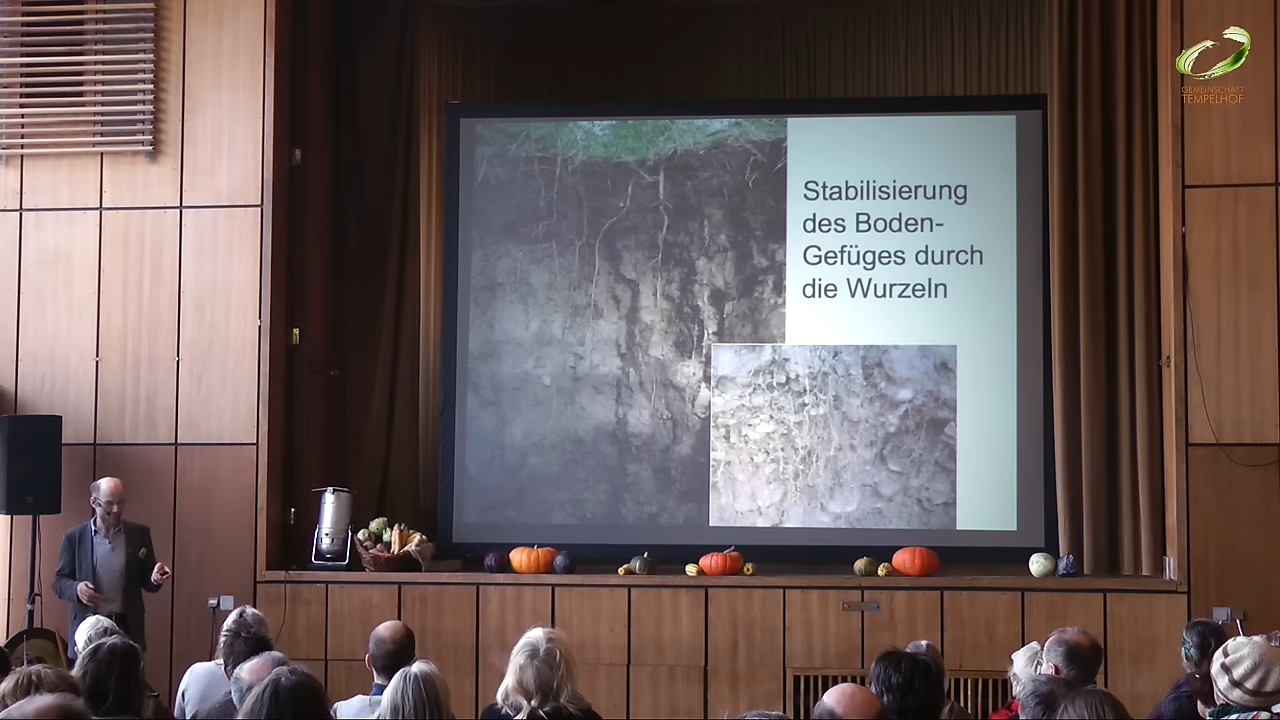 GEMEINSCHAFT
TEMPELHOF
Stabilisierung
des Boden-
Gefüges durch
die Wurzeln